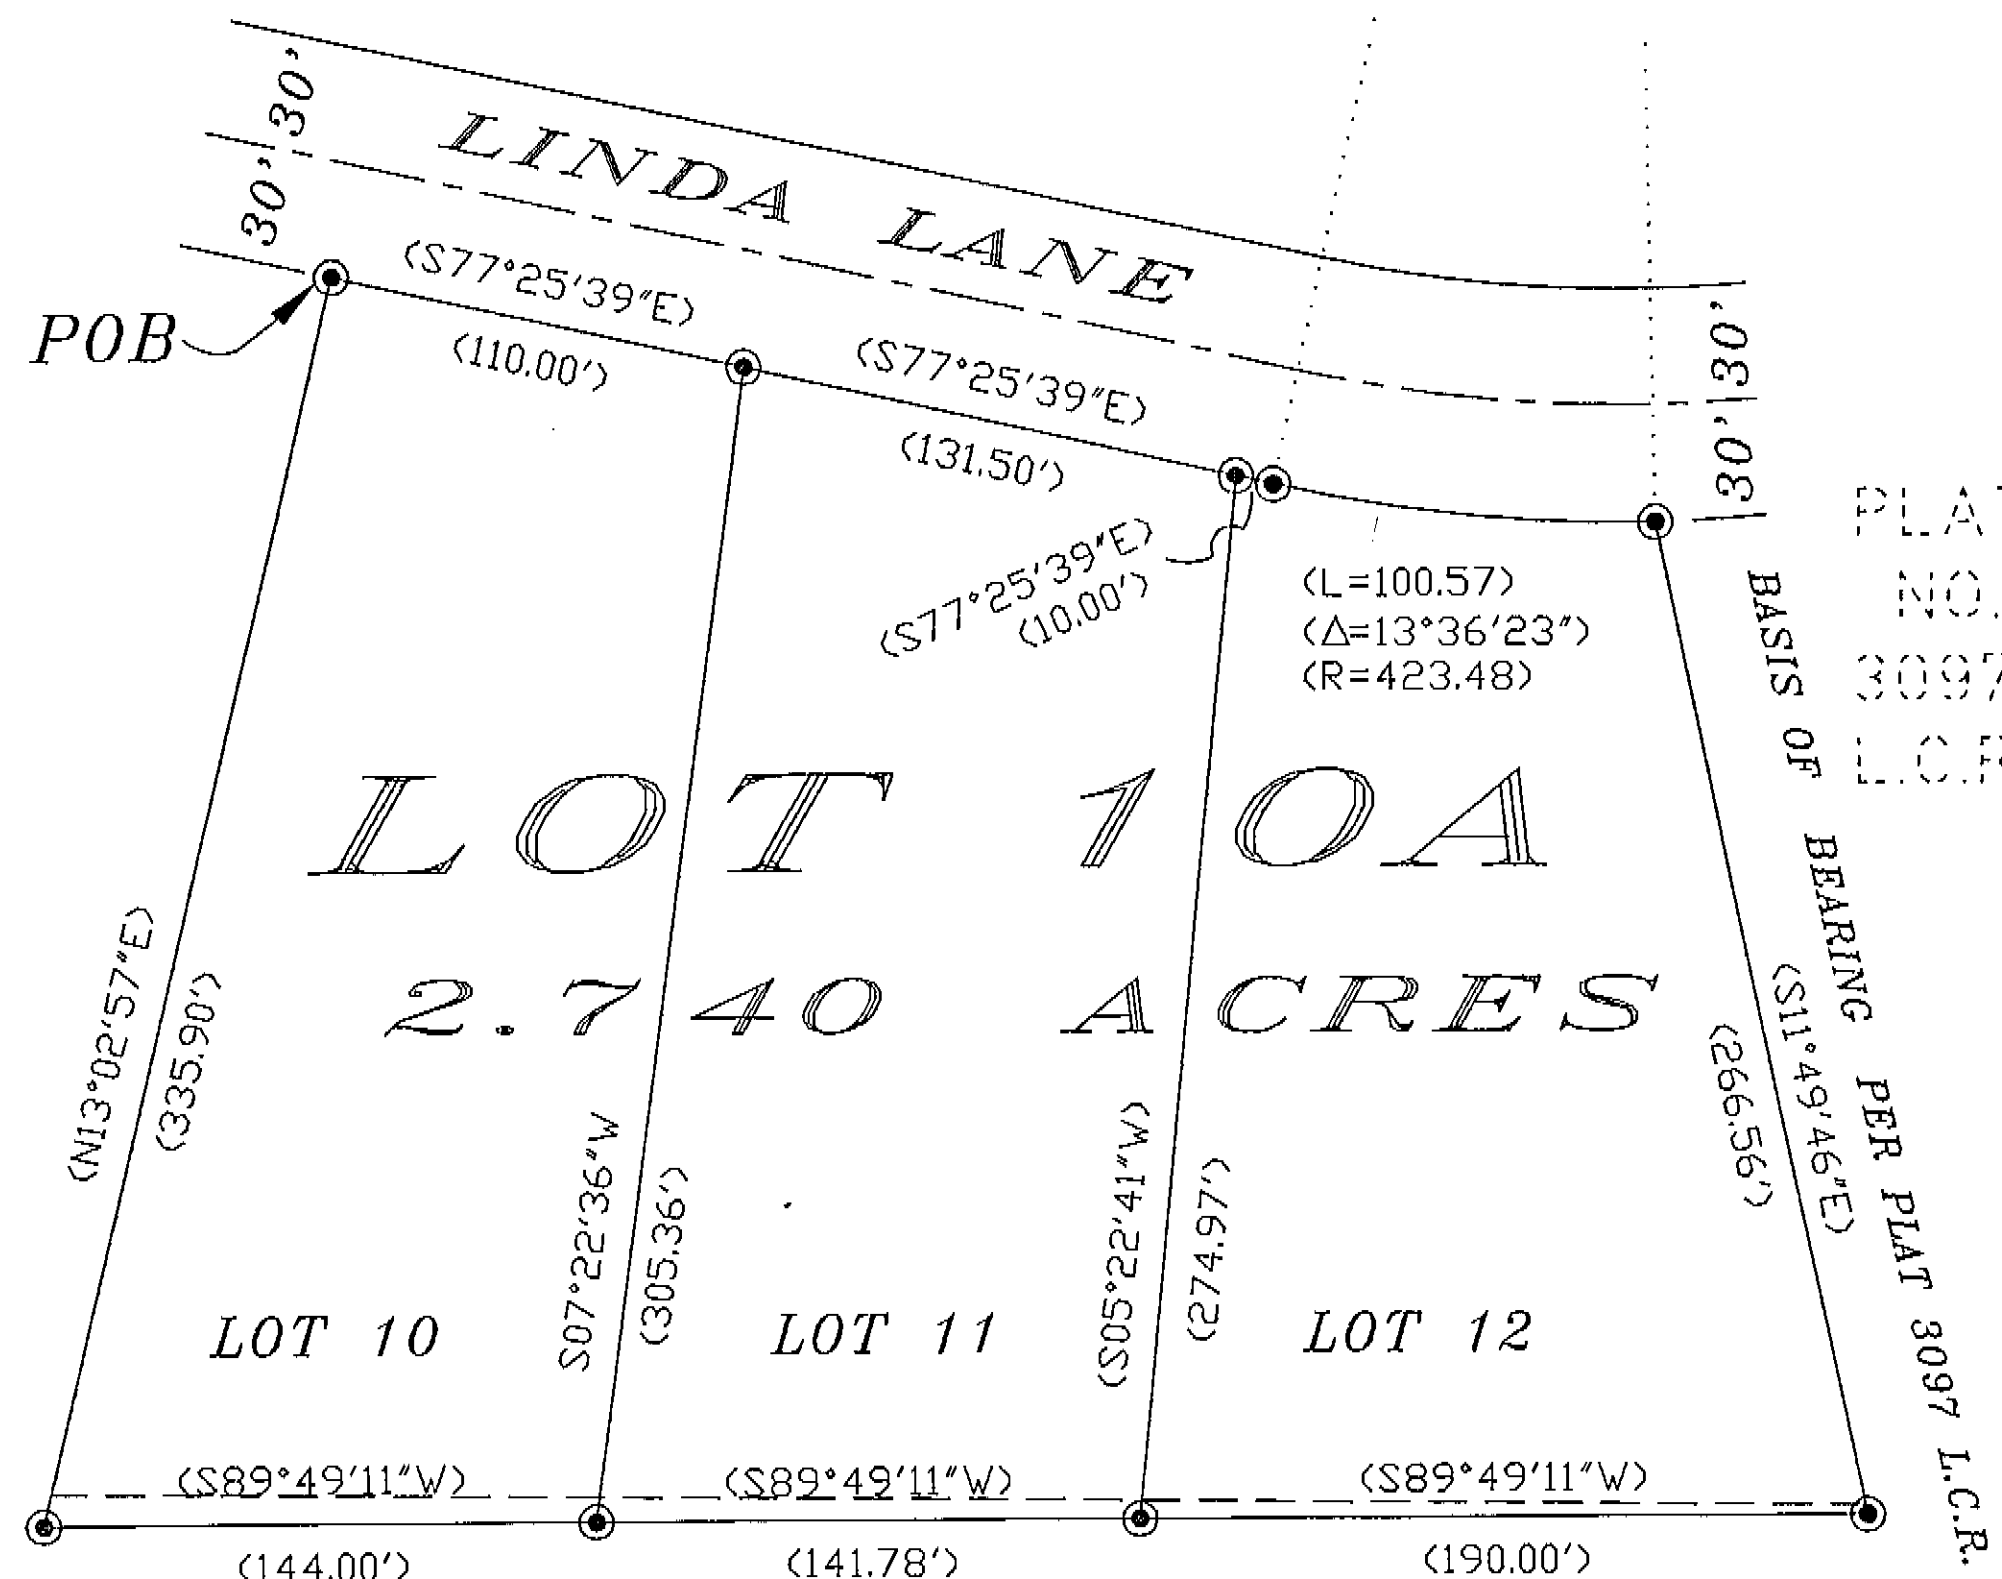 30' 30'
LINDA LANE
POB
(S77°25'39"E)
(110.00')
(S77°25'39"E)
(131.50')
(S77°25'39"E)
(10.00')
30' 30'
(L=100.57)
(Δ=13°36'23")
(R=423.48)
NO.
3097
BASIS OF BEARING PER PLAT 3097 L.C.R.
LOT 10A
2.740 ACRES
(N13°02'57"E)
(335.90')
S07°22'36"W
(305.36')
(S05°22'41"W)
(274.97')
(S11°49'46"E)
(266.56')
LOT 10
LOT 11
LOT 12
(S89°49'11"W)
(S89°49'11"W)
(S89°49'11"W)
(144.00')
(141.78')
(190.00')